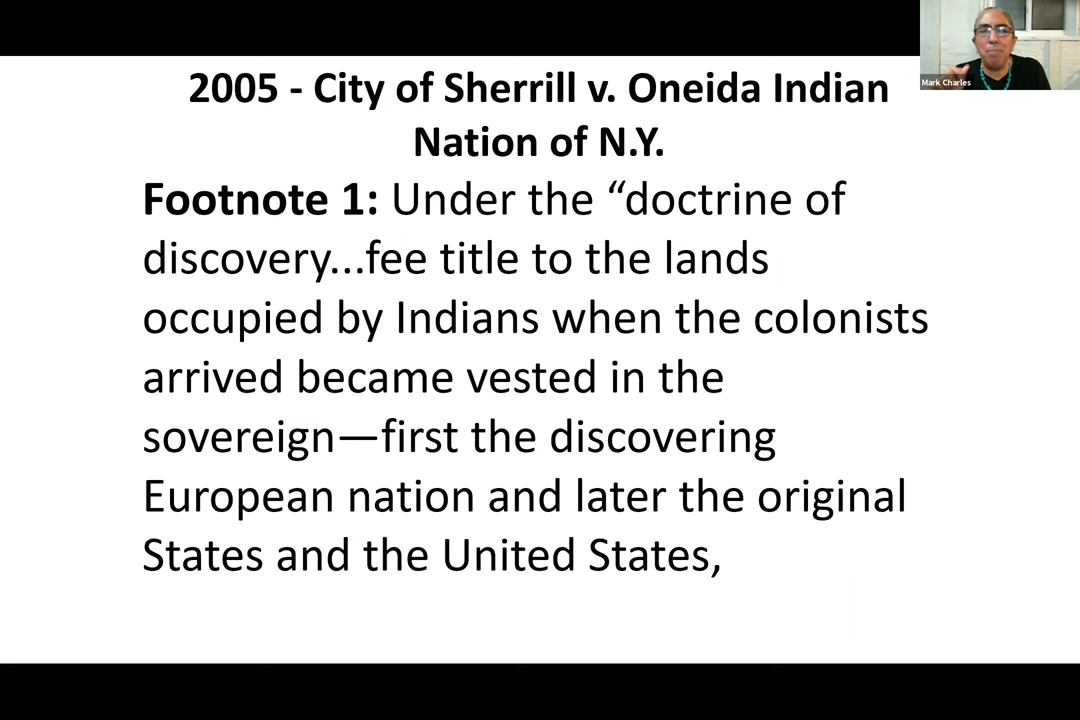 2005 - City of Sherrill v. Oneida Indian
Nation of N.Y.
Footnote 1: Under the “doctrine of
discovery...fee title to the lands
occupied by Indians when the colonists
arrived became vested in the
sovereign—first the discovering
European nation and later the original
States and the United States,
Mark Charles